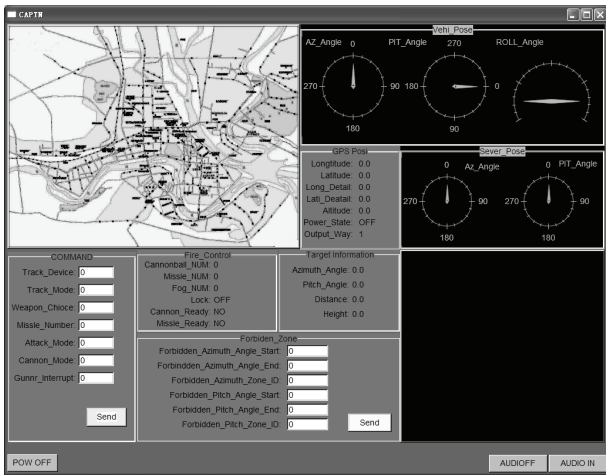 CAPTN
Vehi_Pose
AZ_Angle 0
PIT_Angle 270
ROLL_Angle
270 90
180 0
180
90
GPS Posi
Longtitude: 0.0
Latitude: 0.0
Long_Detail: 0.0
Lati_Deatail: 0.0
Altitude: 0.0
Power_State: OFF
Output_Way: 1
Sever_Pose
0 Az_Angle
0 PIT_Angle
270 90
270 90
180
180
COMMAND
Track_Device: 0
Track_Mode: 0
Weapon_Chioce: 0
Missle_Number: 0
Attack_Mode: 0
Cannon_Mode: 0
Gunnr_Interrupt: 0
Send
Fire_Control
Cannonball_NUM: 0
Missle_NUM: 0
Fog_NUM: 0
Lock: OFF
Cannon_Ready: NO
Missle_Ready: NO
Target Information
Azimuth_Angle: 0.0
Pitch_Angle: 0.0
Distance: 0.0
Height: 0.0
Forbiden_Zone
Forbidden_Azimuth_Angle_Start: 0
Forbindden_Azimuth_Angle_End: 0
Forbidden_Azimuth_Zone_ID: 0
Forbidden_Pitch_Angle_Start: 0
Forbidden_Pitch_Angle_End: 0
Forbidden_Pitch_Zone_ID: 0
Send
POW OFF
AUDIOFF
AUDIO IN